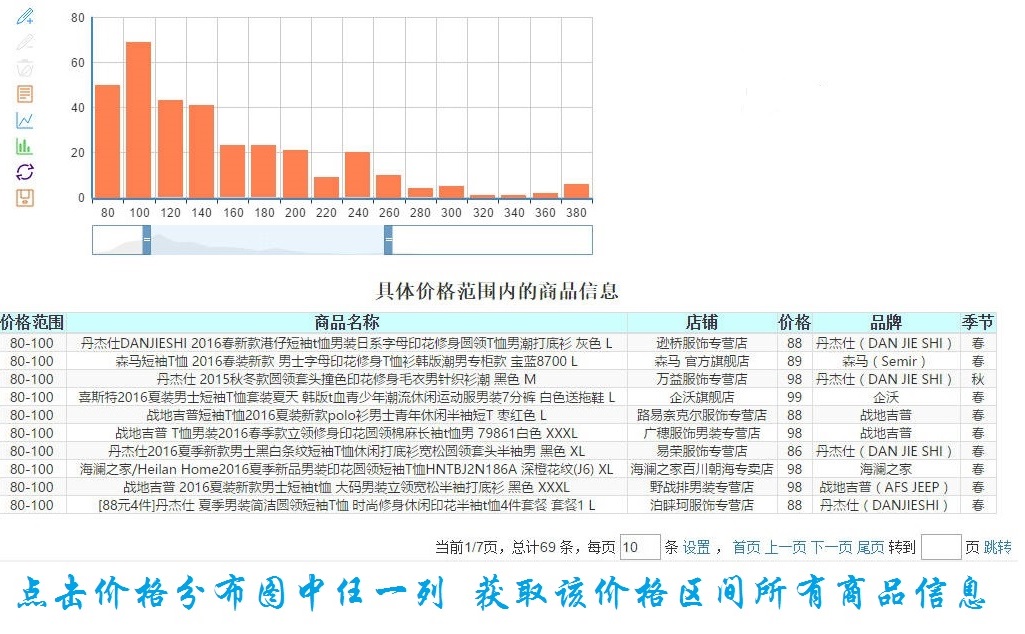 80
60
40
20
0
80 100 120 140 160 180 200 220 240 260 280 300 320 340 360 380
具体价格范围内的商品信息
价格范围 商品名称 店铺 价格 品牌 季节
80-100 丹杰仕DANJIESHI 2016春新款港仔短袖t恤男装日系字母印花修身圆领T恤男潮打底衫 灰色 L 逊桥服饰专营店 88 丹杰仕（DAN JIE SHI） 春
80-100 森马短袖T恤 2016春装新款 男士字母印花修身T恤衫韩版潮男专柜款 宝蓝8700 L 森马 官方旗舰店 89 森马（Semir） 春
80-100 丹杰仕 2015秋冬款圆领套头撞色印花修身毛衣男针织衫潮 黑色 M 万益服饰专营店 98 丹杰仕（DAN JIE SHI） 秋
80-100 喜斯特2016夏装男士短袖T恤套装夏天 韩版t血青少年潮流休闲运动服男装7分裤 白色送拖鞋 L 企沃旗舰店 99 企沃 春
80-100 战地吉普短袖T恤2016夏装新款polo衫男士青年休闲半袖短T 枣红色 L 路易奈克尔服饰专营店 88 战地吉普 春
80-100 战地吉普 T恤男装2016春季款立领修身印花圆领棉麻长袖t恤男 79861白色 XXXL 广穗服饰男装专营店 98 战地吉普 春
80-100 丹杰仕2016夏季新款男士黑白条纹短袖T恤休闲打底衫宽松圆领套头半袖男 黑色 XL 易荣服饰专营店 86 丹杰仕（DAN JIE SHI） 春
80-100 海澜之家/Heilan Home2016夏季新品男装印花圆领短袖T恤HNTBJ2N186A 深橙花纹(J6) XL 海澜之家百川朝海专卖店 98 海澜之家 春
80-100 战地吉普 2016夏装新款男士短袖t恤 大码男装立领宽松半袖打底衫 黑色 XXXL 野战排男装专营店 98 战地吉普（AFS JEEP） 春
80-100 [88元4件]丹杰仕 夏季男装简洁圆领短袖T恤 时尚修身休闲印花半袖t恤4件套餐 套餐1 L 泊睬珂服饰专营店 88 丹杰仕（DANJIESHI） 春
当前1/7页，总计69 条，每页 10 条 设置 ， 首页 上一页 下一页 尾页 转到 页 跳转
点击价格分布图中任一列 获取该价格区间所有商品信息